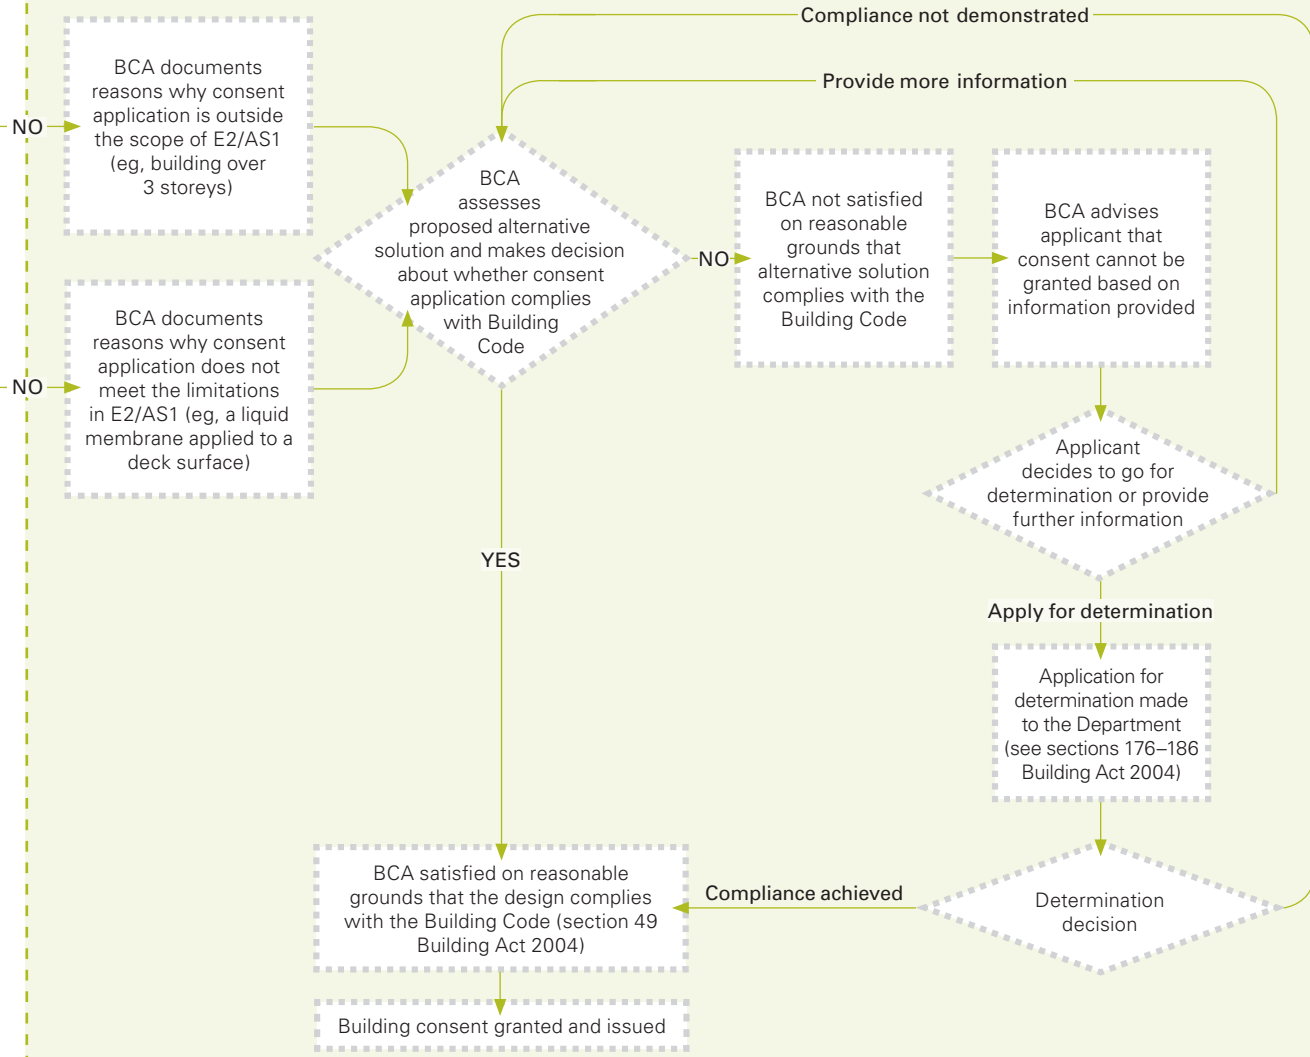 Compliance not demonstrated
Provide more information
NO
BCA documents
reasons why consent
application is outside
the scope of E2/AS1
(eg, building over
3 storeys)
NO
BCA documents
reasons why consent
application does not
meet the limitations
in E2/AS1 (eg, a liquid
membrane applied to a
deck surface)
BCA
assesses
proposed alternative
solution and makes decision
about whether consent
application complies
with Building
Code
NO
BCA not satisfied
on reasonable
grounds that
alternative solution
complies with the
Building Code
BCA advises
applicant that
consent cannot be
granted based on
information provided
Applicant
decides to go for
determination or provide
further information
YES
Apply for determination
Application for
determination made
to the Department
(see sections 176–186
Building Act 2004)
Determination
decision
Compliance achieved
BCA satisfied on reasonable
grounds that the design complies
with the Building Code (section 49
Building Act 2004)
Building consent granted and issued